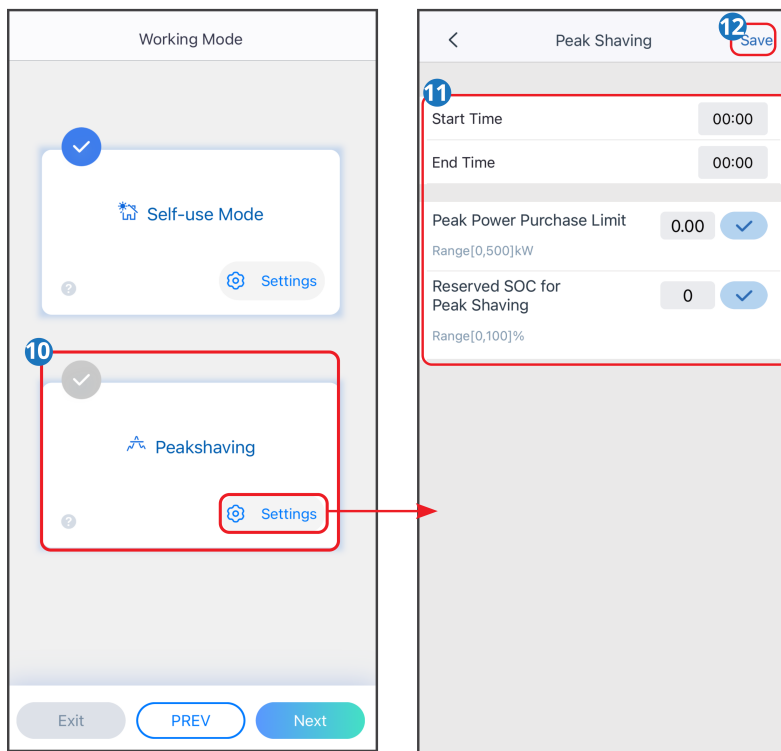 Working Mode
Self-use Mode
?
Settings
10
Peakshaving
?
Settings
Exit
PREV
Next
Peak Shaving
12
Save
11
Start Time
00:00
End Time
00:00
Peak Power Purchase Limit
0.00
Range[0,500]kW
Reserved SOC for
Peak Shaving
0
Range[0,100]%